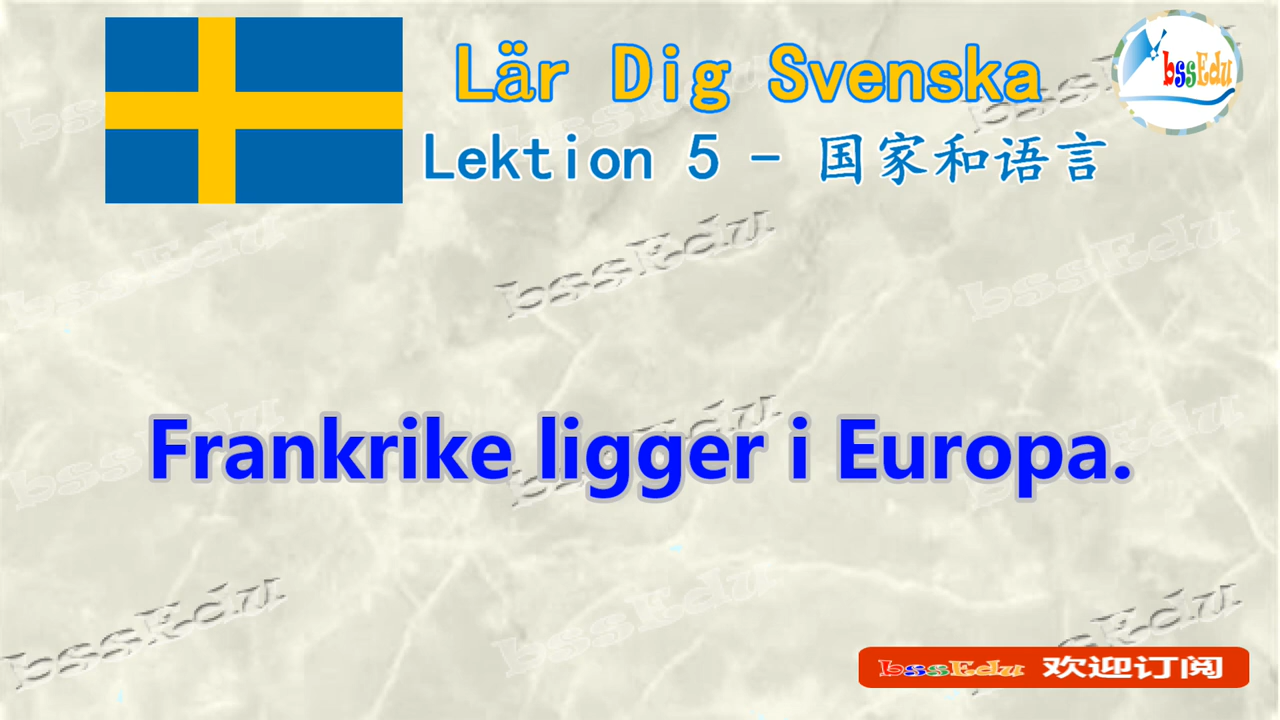 Lär Dig Svenska
bssEdu
Lektion 5 - 国家和语言
Frankrike ligger i Europa.
bssEdu 欢迎订阅